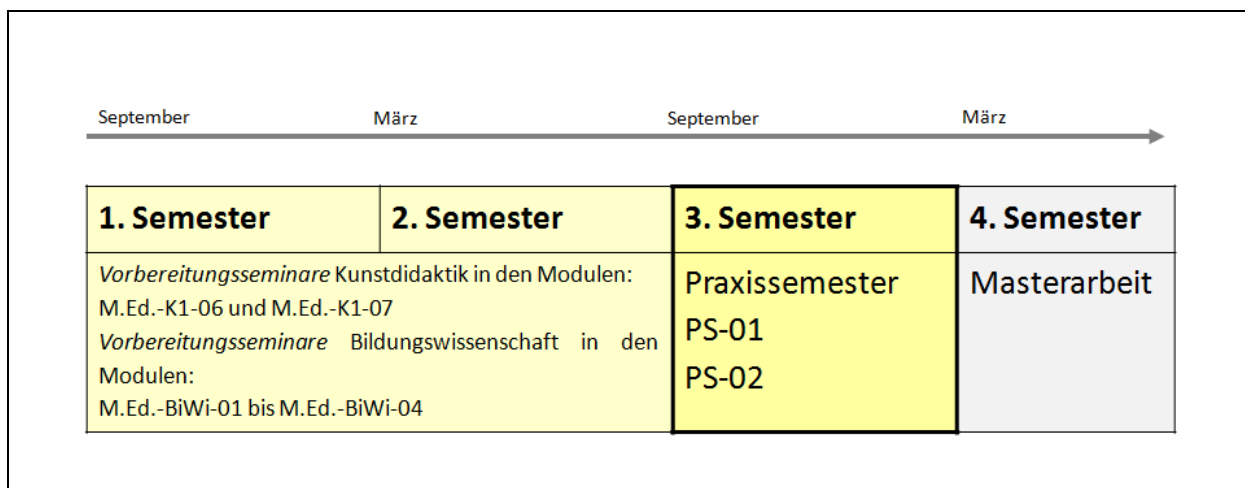 September März September März
1. Semester 2. Semester 3. Semester 4. Semester
Vorbereitungsseminare Kunstdidaktik in den Modulen:
M.Ed.-K1-06 und M.Ed.-K1-07
Vorbereitungsseminare Bildungswissenschaft in den
Modulen:
M.Ed.-BiWi-01 bis M.Ed.-BiWi-04
Praxissemester
PS-01
PS-02
Masterarbeit